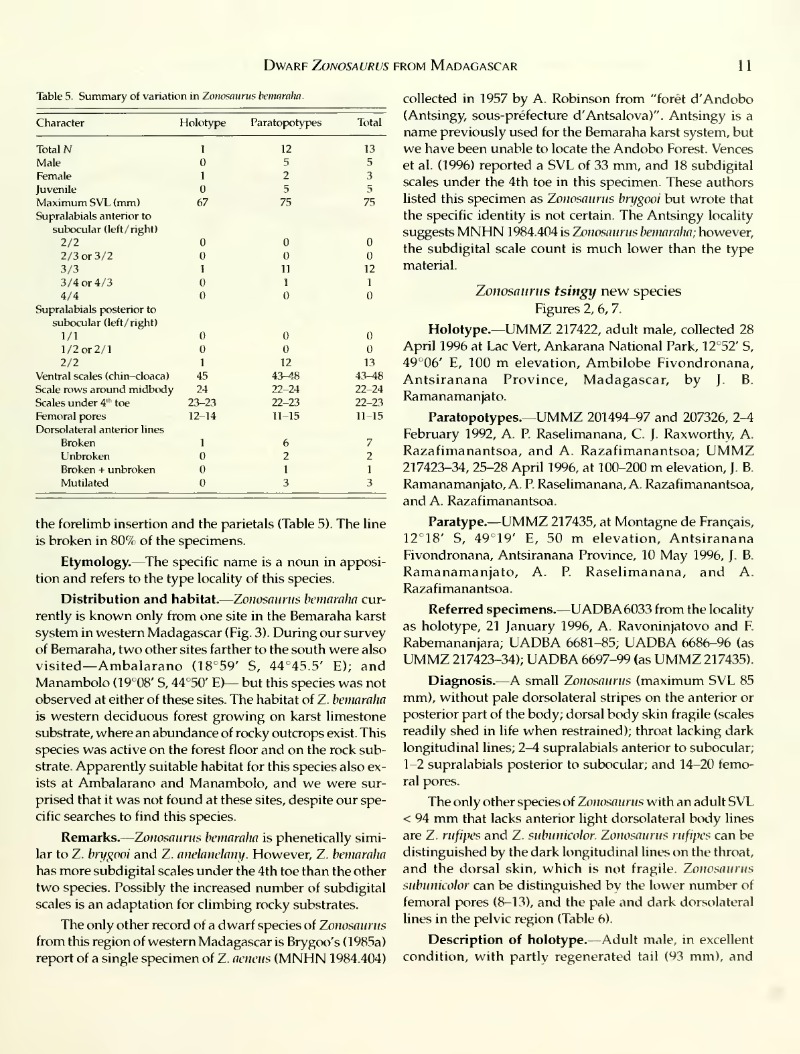 DWARF ZONOSAURUS FROM MADAGASCAR 11
Table 5. Summary of variation in Zonosaurus bemaraha.
Character Holotype Paratopotypes Total
Total N 1 12 13
Male 0 5 5
Female 1 2 3
Juvenile 0 5 5
Maximum SVL (mm) 67 75 75
Supralabials anterior to
subocular (left/right)
2/2 0 0 0
2/3 or 3/2 0 0 0
3/3 1 11 12
3/4 or 4/3 0 1 1
4/4 0 0 0
Supralabials posterior to
subocular (left/right)
1/1 0 0 0
1/2 or 2/1 0 0 0
2/2 1 12 13
Ventral scales (chin–cloaca) 45 43–48 43–48
Scale rows around midbody 24 22–24 22–24
Scales under 4th toe 23–23 22–23 22–23
Femoral pores 12–14 11–15 11–15
Dorsolateral anterior lines
Broken 1 6 7
Unbroken 0 2 2
Broken + unbroken 0 1 1
Mutilated 0 3 3
the forelimb insertion and the parietals (Table 5). The line
is broken in 80% of the specimens.
Etymology.—The specific name is a noun in apposi-
tion and refers to the type locality of this species.
Distribution and habitat.—Zonosaurus bemaraha cur-
rently is known only from one site in the Bemaraha karst
system in western Madagascar (Fig. 3). During our survey
of Bemaraha, two other sites farther to the south were also
visited—Ambalarano (18°59′ S, 44°45.5′ E); and
Manambolo (19°08′ S, 44°50′ E)— but this species was not
observed at either of these sites. The habitat of Z. bemaraha
is western deciduous forest growing on karst limestone
substrate, where an abundance of rocky outcrops exist. This
species was active on the forest floor and on the rock sub-
strate. Apparently suitable habitat for this species also ex-
ists at Ambalarano and Manambolo, and we were sur-
prised that it was not found at these sites, despite our spe-
cific searches to find this species.
Remarks.—Zonosaurus bemaraha is phenetically simi-
lar to Z. brygooi and Z. anelanelany. However, Z. bemaraha
has more subdigital scales under the 4th toe than the other
two species. Possibly the increased number of subdigital
scales is an adaptation for climbing rocky substrates.
The only other record of a dwarf species of Zonosaurus
from this region of western Madagascar is Brygoo's (1985a)
report of a single specimen of Z. aeneus (MNHN 1984.404)
collected in 1957 by A. Robinson from "forêt d'Andobo
(Antsingy, sous-préfecture d'Antsalova)". Antsingy is a
name previously used for the Bemaraha karst system, but
we have been unable to locate the Andobo Forest. Vences
et al. (1996) reported a SVL of 33 mm, and 18 subdigital
scales under the 4th toe in this specimen. These authors
listed this specimen as Zonosaurus brygooi but wrote that
the specific identity is not certain. The Antsingy locality
suggests MNHN 1984.404 is Zonosaurus bemaraha; however,
the subdigital scale count is much lower than the type
material.
Zonosaurus tsingy new species
Figures 2, 6, 7.
Holotype.—UMMZ 217422, adult male, collected 28
April 1996 at Lac Vert, Ankarana National Park, 12°52′ S,
49°06′ E, 100 m elevation, Ambilobe Fivondronana,
Antsiranana Province, Madagascar, by J. B.
Ramanamanjato.
Paratopotypes.—UMMZ 201494–97 and 207326, 2–4
February 1992, A. P. Raselimanana, C. J. Raxworthy, A.
Razafimanantsoa, and A. Razafimanantsoa; UMMZ
217423–34, 25–28 April 1996, at 100–200 m elevation, J. B.
Ramanamanjato, A. P. Raselimanana, A. Razafimanantsoa,
and A. Razafimanantsoa.
Paratype.—UMMZ 217435, at Montagne de Français,
12°18′ S, 49°19′ E, 50 m elevation, Antsiranana
Fivondronana, Antsiranana Province, 10 May 1996, J. B.
Ramanamanjato, A. P. Raselimanana, and A.
Razafimanantsoa.
Referred specimens.—UADBA 6033 from the locality
as holotype, 21 January 1996, A. Ravoninjatovo and F.
Rabemananjara; UADBA 6681–85; UADBA 6686–96 (as
UMMZ 217423–34); UADBA 6697–99 (as UMMZ 217435).
Diagnosis.—A small Zonosaurus (maximum SVL 85
mm), without pale dorsolateral stripes on the anterior or
posterior part of the body; dorsal body skin fragile (scales
readily shed in life when restrained); throat lacking dark
longitudinal lines; 2–4 supralabials anterior to subocular;
1–2 supralabials posterior to subocular; and 14–20 femo-
ral pores.
The only other species of Zonosaurus with an adult SVL
< 94 mm that lacks anterior light dorsolateral body lines
are Z. rufipes and Z. subunicolor. Zonosaurus rufipes can be
distinguished by the dark longitudinal lines on the throat,
and the dorsal skin, which is not fragile. Zonosaurus
subunicolor can be distinguished by the lower number of
femoral pores (8–13), and the pale and dark dorsolateral
lines in the pelvic region (Table 6).
Description of holotype.—Adult male, in excellent
condition, with partly regenerated tail (93 mm), and